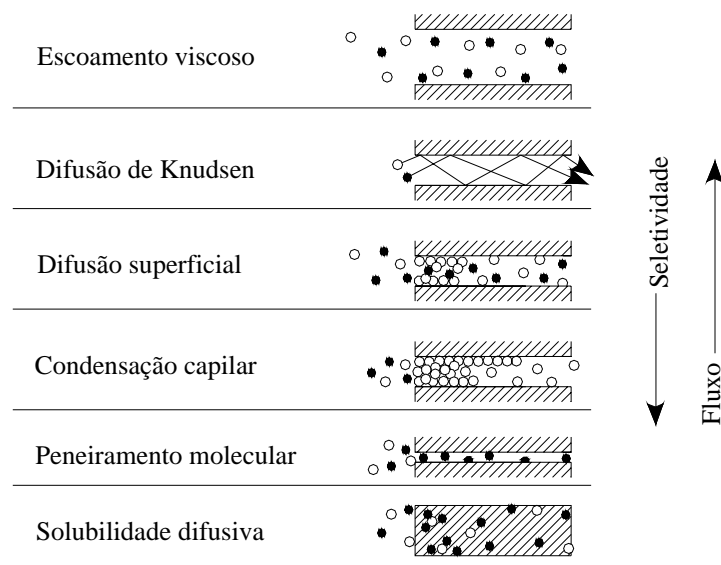 Escoamento viscoso
Difusão de Knudsen
Difusão superficial
Condensação capilar
Peneiramento molecular
Solubilidade difusiva
Seletividade
Fluxo